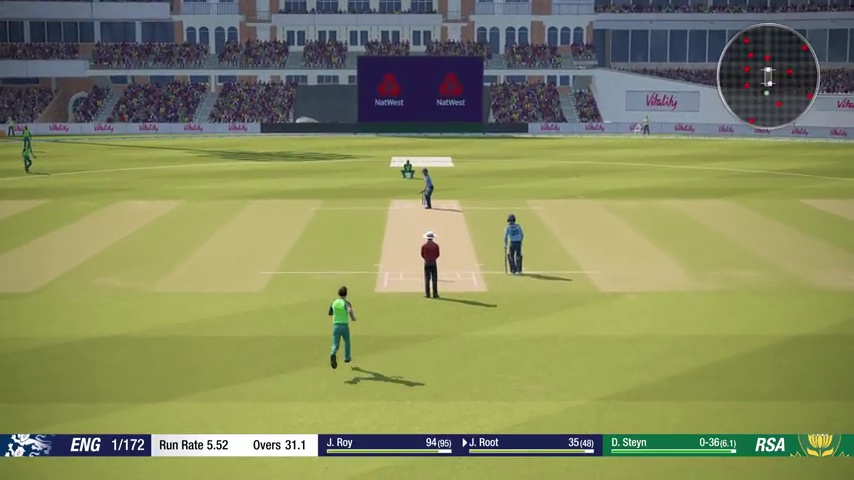 NatWest NatWest
Vitality
Vitality
ENG 1/172 Run Rate 5.52 Overs 31.1 J. Roy 94(95) J. Root 35(48) D. Steyn 0-36(6.1) RSA